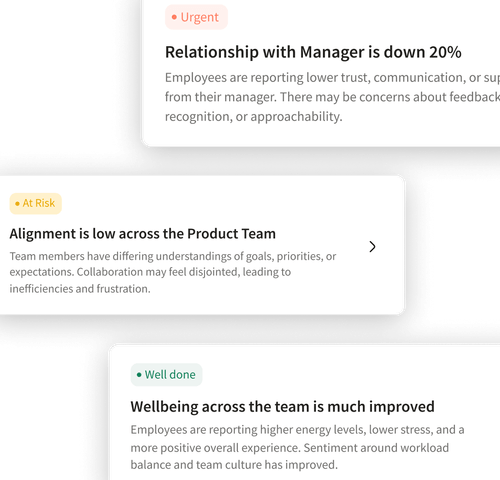 Urgent
Relationship with Manager is down 20%
Employees are reporting lower trust, communication, or
from their manager. There may be concerns about feedback
recognition, or approachability.
At Risk
Alignment is low across the Product Team
Team members have differing understandings of goals, priorities, or
expectations. Collaboration may feel disjointed, leading to
inefficiencies and frustration.
Well done
Wellbeing across the team is much improved
Employees are reporting higher energy levels, lower stress, and a
more positive overall experience. Sentiment around workload
balance and team culture has improved.